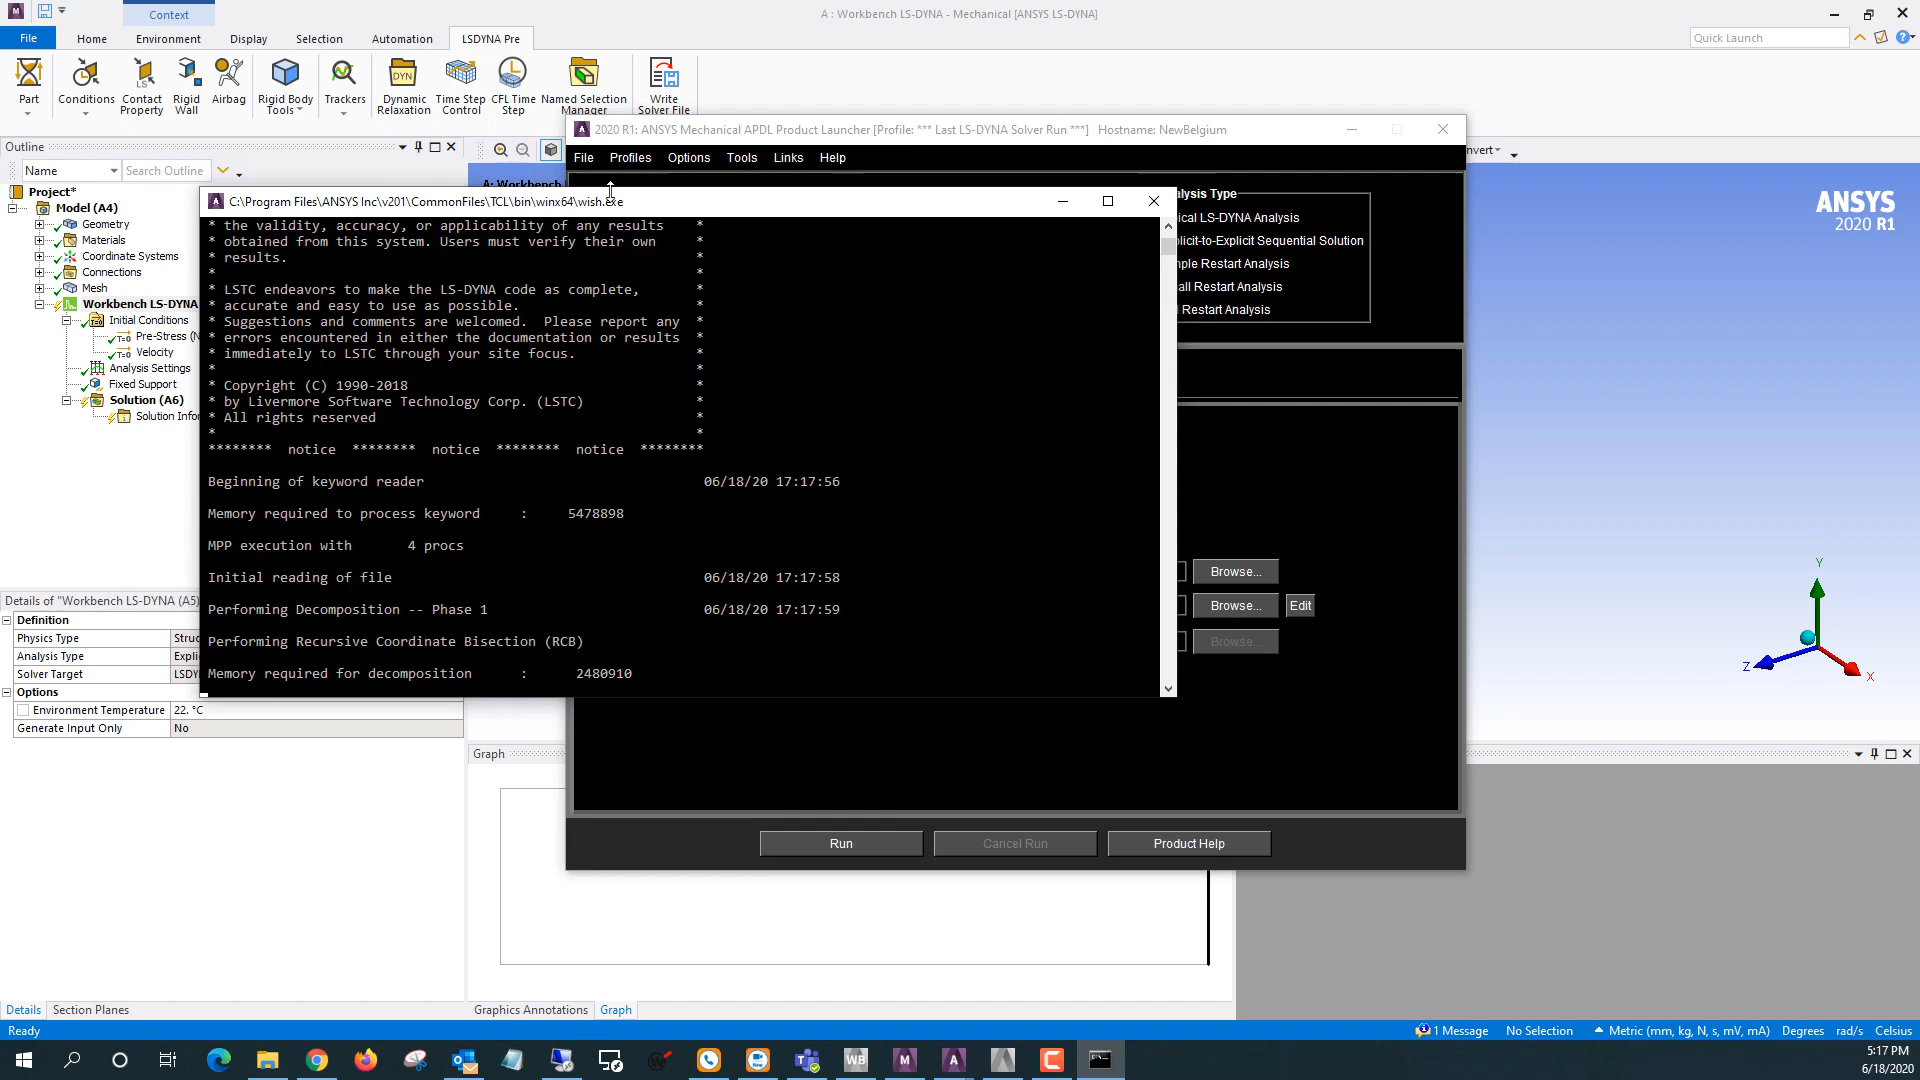 Context
A : Workbench LS-DYNA - Mechanical [ANSYS LS-DYNA]
File
Home
Environment
Display
Selection
Automation
LSDYNA Pre
Quick Launch
Part
Conditions
Contact
Property
Rigid
Wall
Airbag
Rigid Body
Tools
Trackers
DYN
Dynamic
Relaxation
Time Step
Control
CFL Time
Step
Named Selection
Manager
Write
Solver File
2020 R1: ANSYS Mechanical APDL Product Launcher [Profile: *** Last LS-DYNA Solver Run ***] Hostname: NewBelgium
File Profiles Options Tools Links Help
Outline
Name
Search Outline
nvert
A: Workbench
Project*
Model (A4)
Geometry
Materials
Coordinate Systems
Connections
Mesh
Workbench LS-DYNA
Initial Conditions
Pre-Stress (N
Velocity
Analysis Settings
Fixed Support
Solution (A6)
Solution Infor
C:\Program Files\ANSYS Inc\v201\CommonFiles\TCL\bin\winx64\wish.exe
* the validity, accuracy, or applicability of any results *
* obtained from this system. Users must verify their own *
* results. *
* *
* LSTC endeavors to make the LS-DYNA code as complete, *
* accurate and easy to use as possible. *
* Suggestions and comments are welcomed. Please report any *
* errors encountered in either the documentation or results *
* immediately to LSTC through your site focus. *
* *
* Copyright (C) 1990-2018 *
* by Livermore Software Technology Corp. (LSTC) *
* All rights reserved *
* *
******** notice ******** notice ******** notice ********
Beginning of keyword reader 06/18/20 17:17:56
Memory required to process keyword : 5478898
MPP execution with 4 procs
Initial reading of file 06/18/20 17:17:58
Performing Decomposition -- Phase 1 06/18/20 17:17:59
Performing Recursive Coordinate Bisection (RCB)
Memory required for decomposition : 2480910
alysis Type
ical LS-DYNA Analysis
plicit-to-Explicit Sequential Solution
mple Restart Analysis
all Restart Analysis
l Restart Analysis
Browse...
Browse...
Edit
Browse...
Run
Cancel Run
Product Help
ANSYS
2020 R1
Y
Z
X
Details of "Workbench LS-DYNA (A5)
Definition
Physics Type Struc
Analysis Type Expli
Solver Target LSDY
Options
Environment Temperature 22. °C
Generate Input Only No
Graph
Details
Section Planes
Graphics Annotations
Graph
Ready
1 Message
No Selection
Metric (mm, kg, N, s, mV, mA)
Degrees
rad/s
Celsius
WB
M
A
5:17 PM
6/18/2020